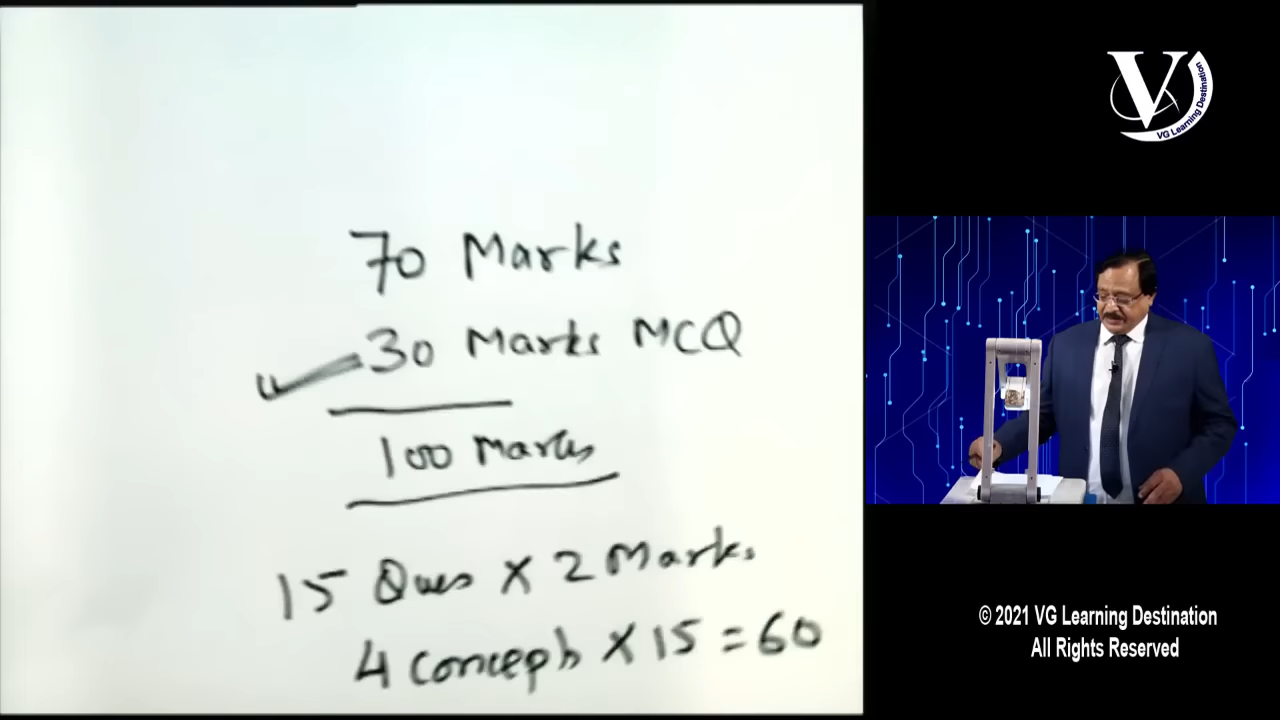 70 Marks
30 Marks MCQ
100 Marks
15 Ques X 2 Marks
4 Concepts X 15 = 60
V
VG Learning Destination
© 2021 VG Learning Destination
All Rights Reserved